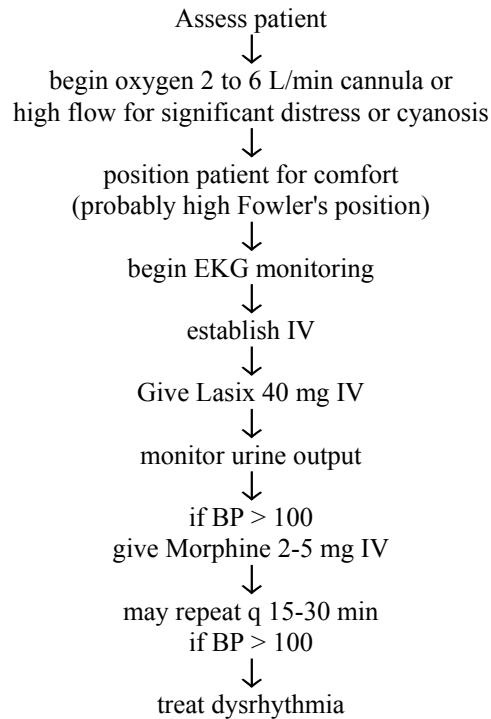 Assess patient
begin oxygen 2 to 6 L/min cannula or
high flow for significant distress or cyanosis
position patient for comfort
(probably high Fowler's position)
begin EKG monitoring
establish IV
Give Lasix 40 mg IV
monitor urine output
if BP > 100
give Morphine 2-5 mg IV
may repeat q 15-30 min
if BP > 100
treat dysrhythmia